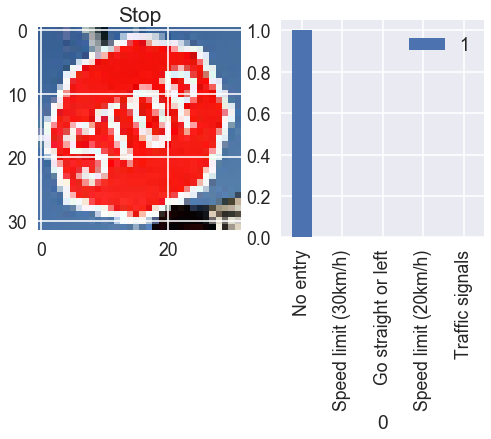 Stop
0
10
20
30
0
20
STOP
1.0
0.8
0.6
0.4
0.2
0.0
1
No entry
Speed limit (30km/h)
Go straight or left
Speed limit (20km/h)
Traffic signals
0